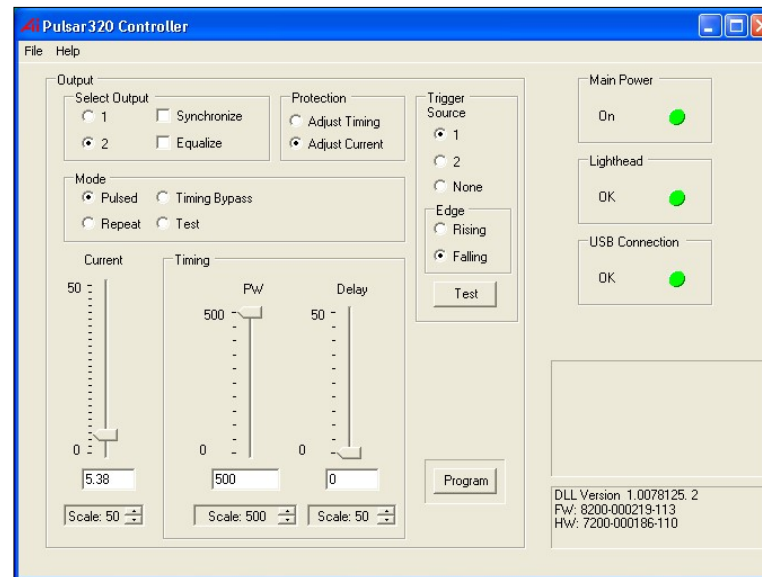 Ai Pulsar320 Controller
File Help
Output
Select Output
1
Synchronize
2
Equalize
Protection
Adjust Timing
Adjust Current
Trigger
Source
1
2
None
Edge
Rising
Falling
Test
Mode
Pulsed
Timing Bypass
Repeat
Test
Current
50
0
5.38
Scale: 50
Timing
PW
500
0
500
Scale: 500
Delay
50
0
0
Scale: 50
Program
Main Power
On
Lighthead
OK
USB Connection
OK
DLL Version 1.0078125. 2
FW: 8200-000219-113
HW: 7200-000186-110